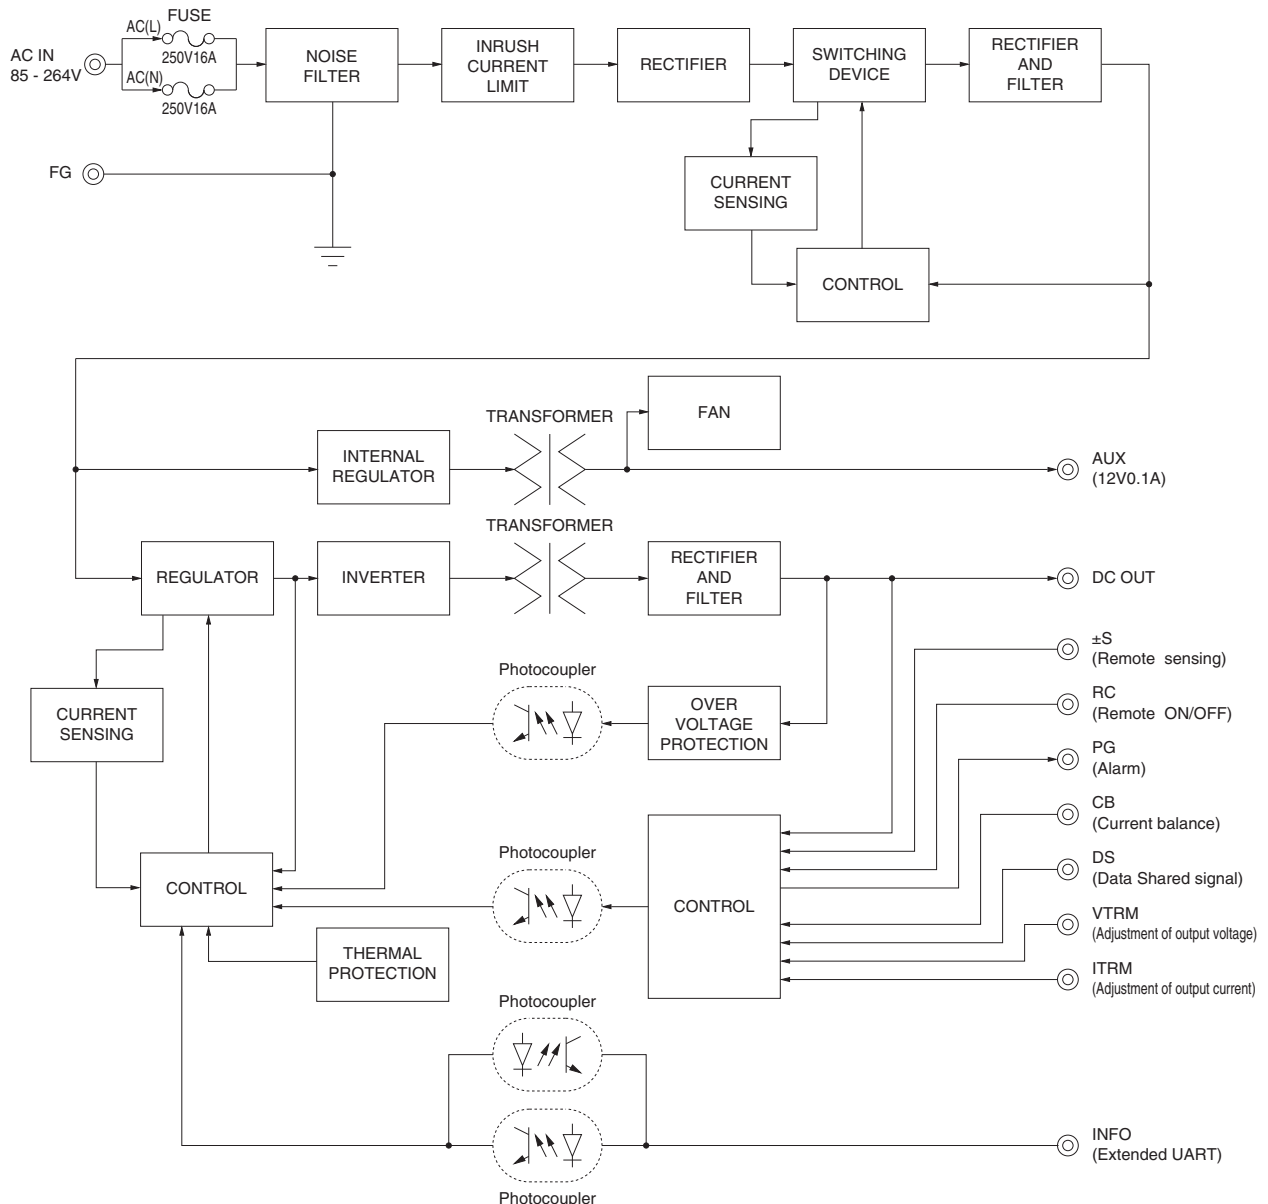 FUSE
AC(L)
250V16A
AC IN
85 - 264V
AC(N)
250V16A
NOISE
FILTER
INRUSH
CURRENT
LIMIT
RECTIFIER
SWITCHING
DEVICE
RECTIFIER
AND
FILTER
FG
CURRENT
SENSING
CONTROL
FAN
TRANSFORMER
INTERNAL
REGULATOR
AUX
(12V0.1A)
TRANSFORMER
REGULATOR
INVERTER
RECTIFIER
AND
FILTER
DC OUT
±S
(Remote sensing)
Photocoupler
OVER
VOLTAGE
PROTECTION
RC
(Remote ON/OFF)
CURRENT
SENSING
PG
(Alarm)
CB
(Current balance)
Photocoupler
DS
(Data Shared signal)
CONTROL
CONTROL
VTRM
(Adjustment of output voltage)
THERMAL
PROTECTION
ITRM
(Adjustment of output current)
Photocoupler
INFO
(Extended UART)
Photocoupler